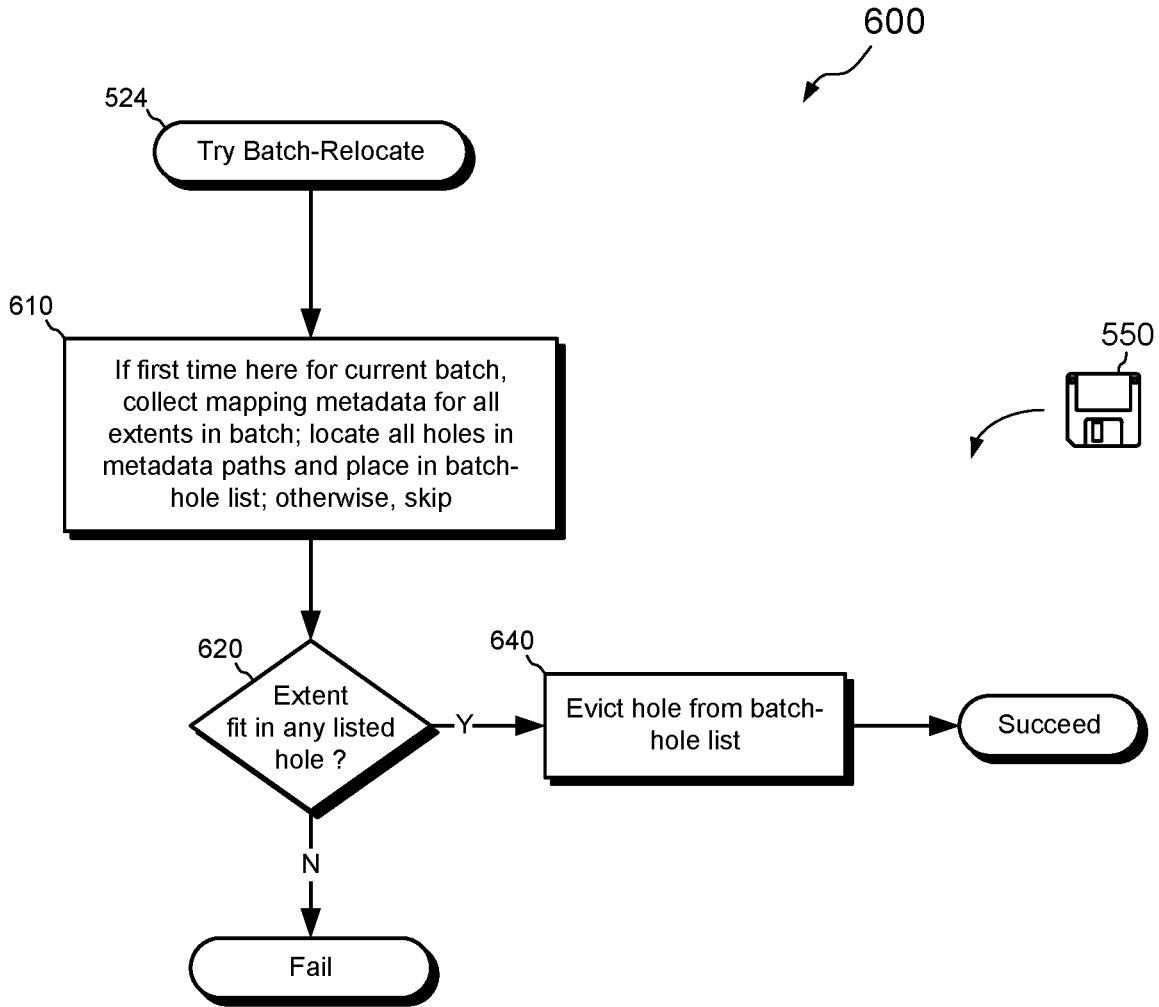 600
524
Try Batch-Relocate
610
If first time here for current batch,
collect mapping metadata for all
extents in batch; locate all holes in
metadata paths and place in batch-
hole list; otherwise, skip
550
620
Extent
fit in any listed
hole ?
Y
640
Evict hole from batch-
hole list
Succeed
N
Fail